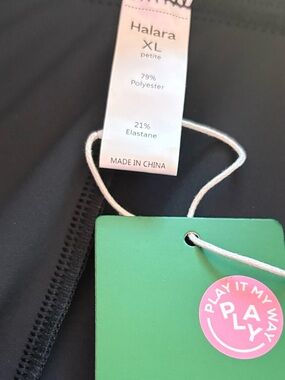 Halara
XL
petite
79%
Polyester
21%
Elastane
MADE IN CHINA
PLAY IT MY WAY
PLAY